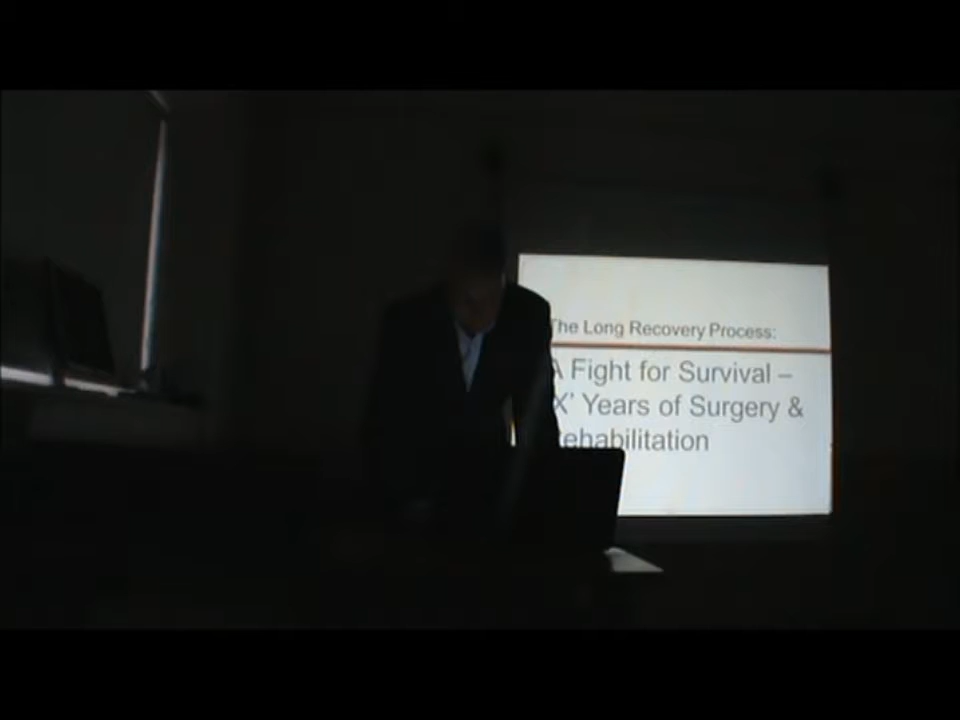 The Long Recovery Process:
A Fight for Survival –
X’ Years of Surgery &
ehabilitation